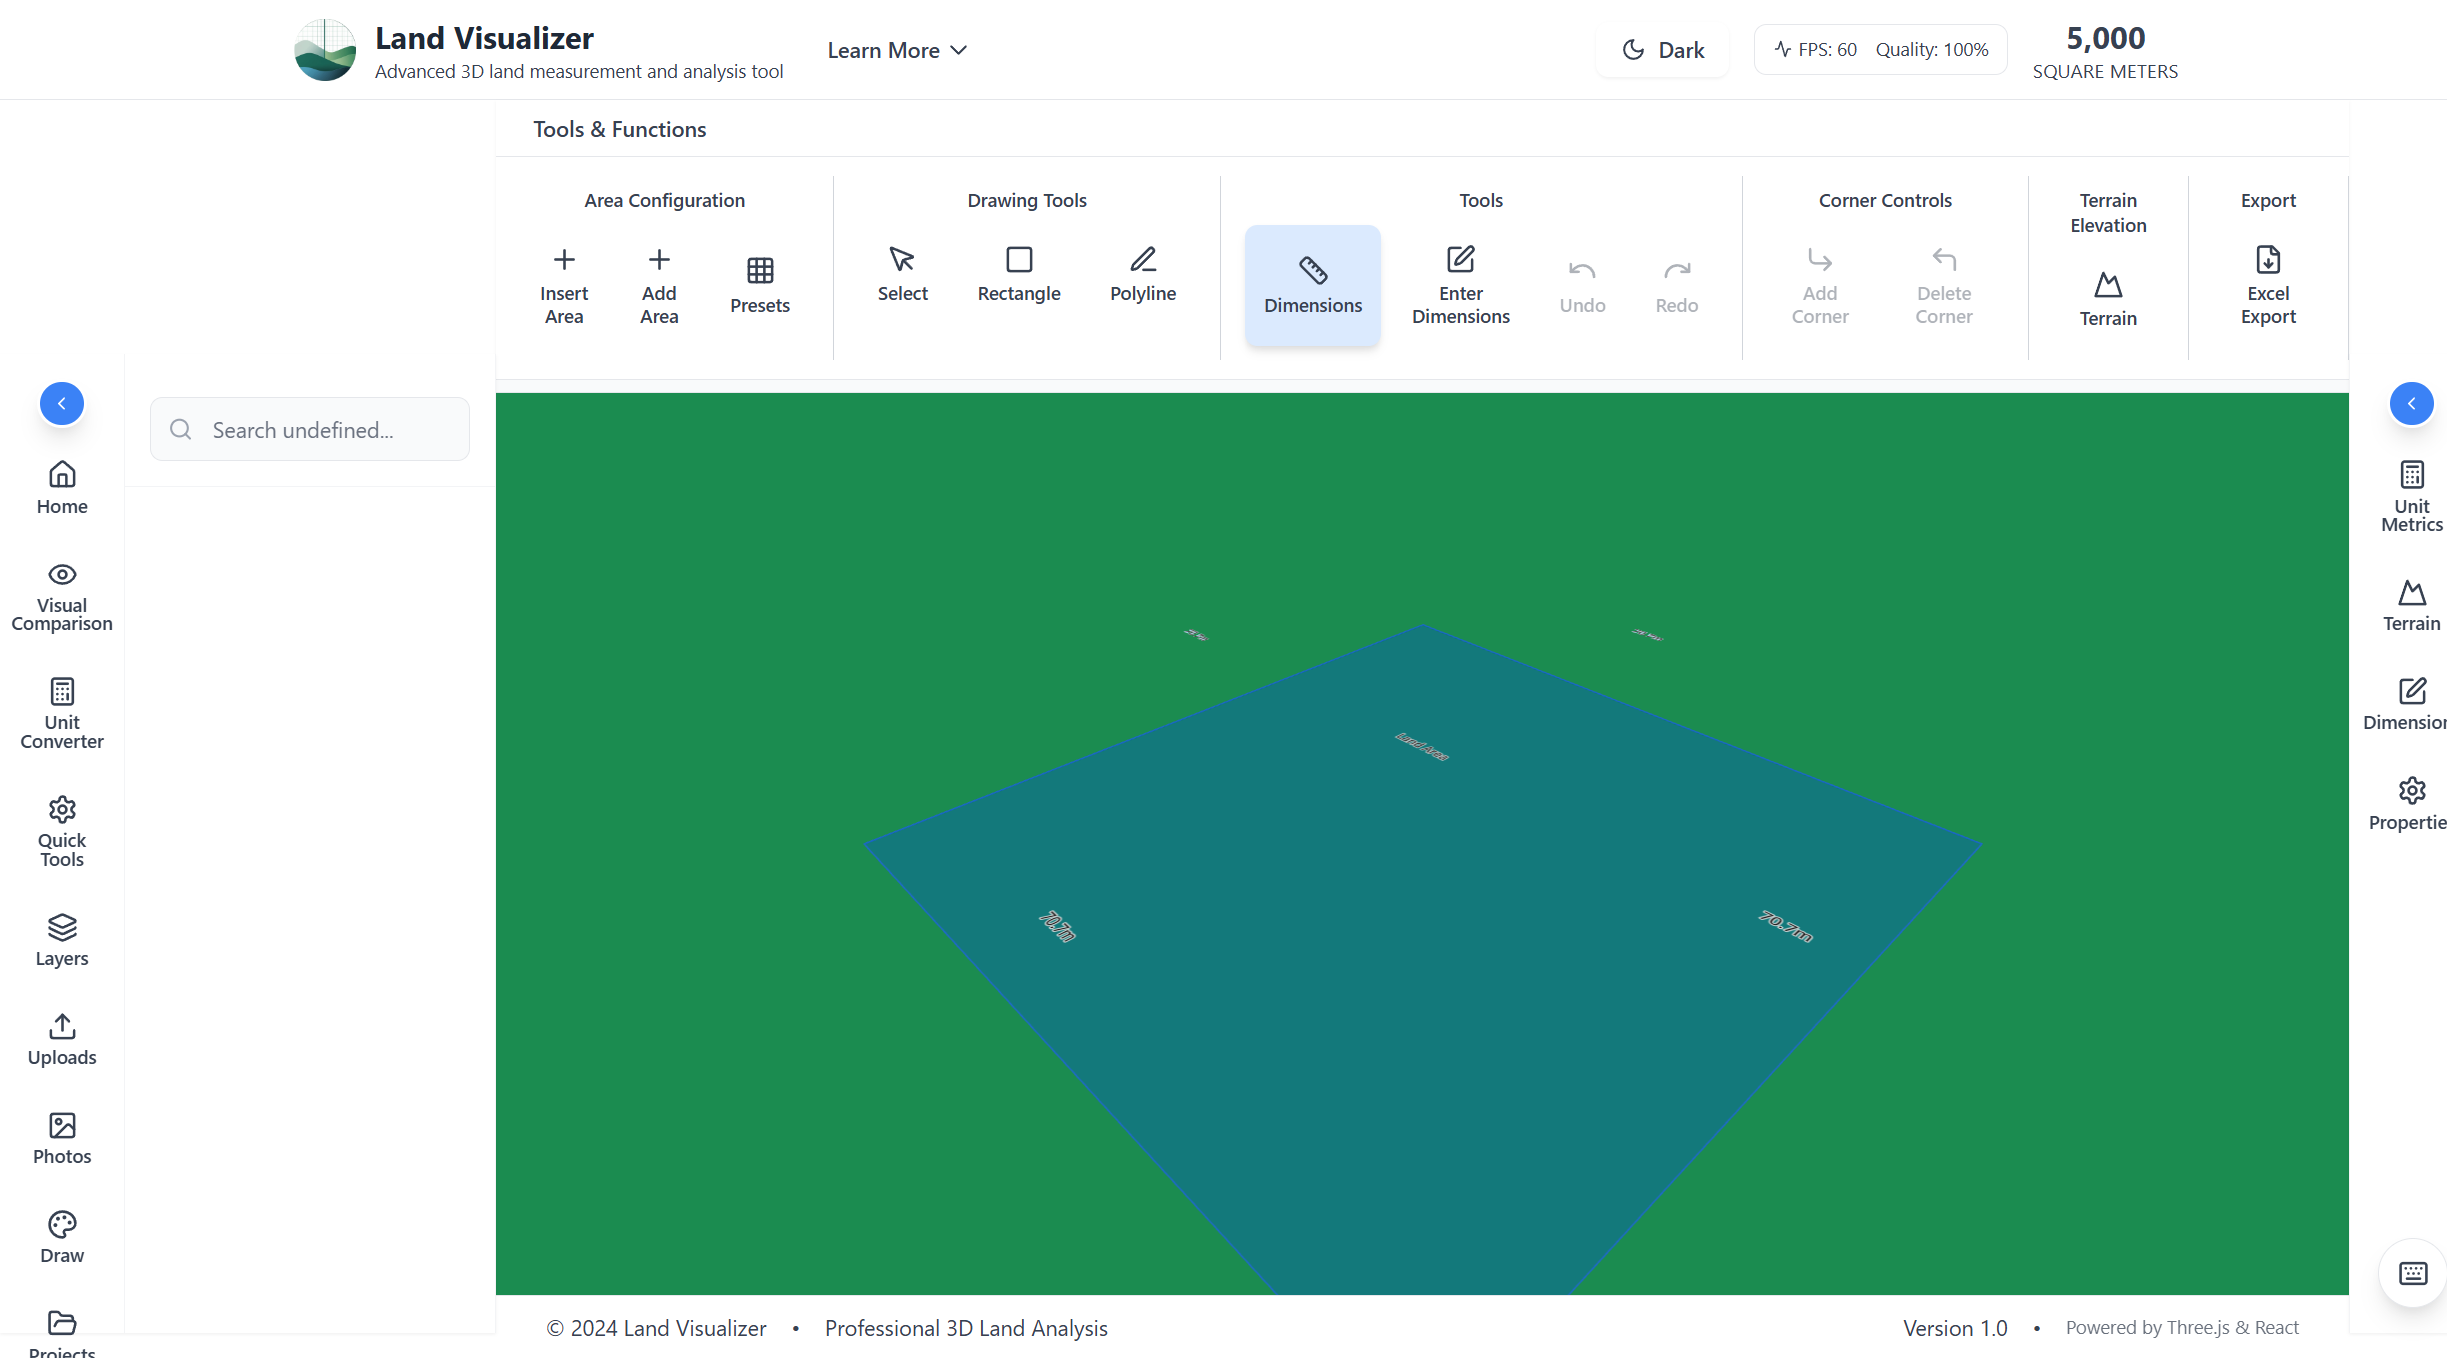 Land Visualizer
Advanced 3D land measurement and analysis tool
Learn More
Dark
FPS: 60 Quality: 100%
5,000
SQUARE METERS
Tools & Functions
Area Configuration
Insert
Area
Add
Area
Presets
Drawing Tools
Select
Rectangle
Polyline
Tools
Dimensions
Enter
Dimensions
Undo
Redo
Corner Controls
Add
Corner
Delete
Corner
Terrain
Elevation
Terrain
Export
Excel
Export
Search undefined...
Home
Visual
Comparison
Unit
Converter
Quick
Tools
Layers
Uploads
Photos
Draw
Projects
Land Area
70.7m
70.7m
Unit
Metrics
Terrain
Dimension
Propertie
© 2024 Land Visualizer • Professional 3D Land Analysis
Version 1.0 • Powered by Three.js & React